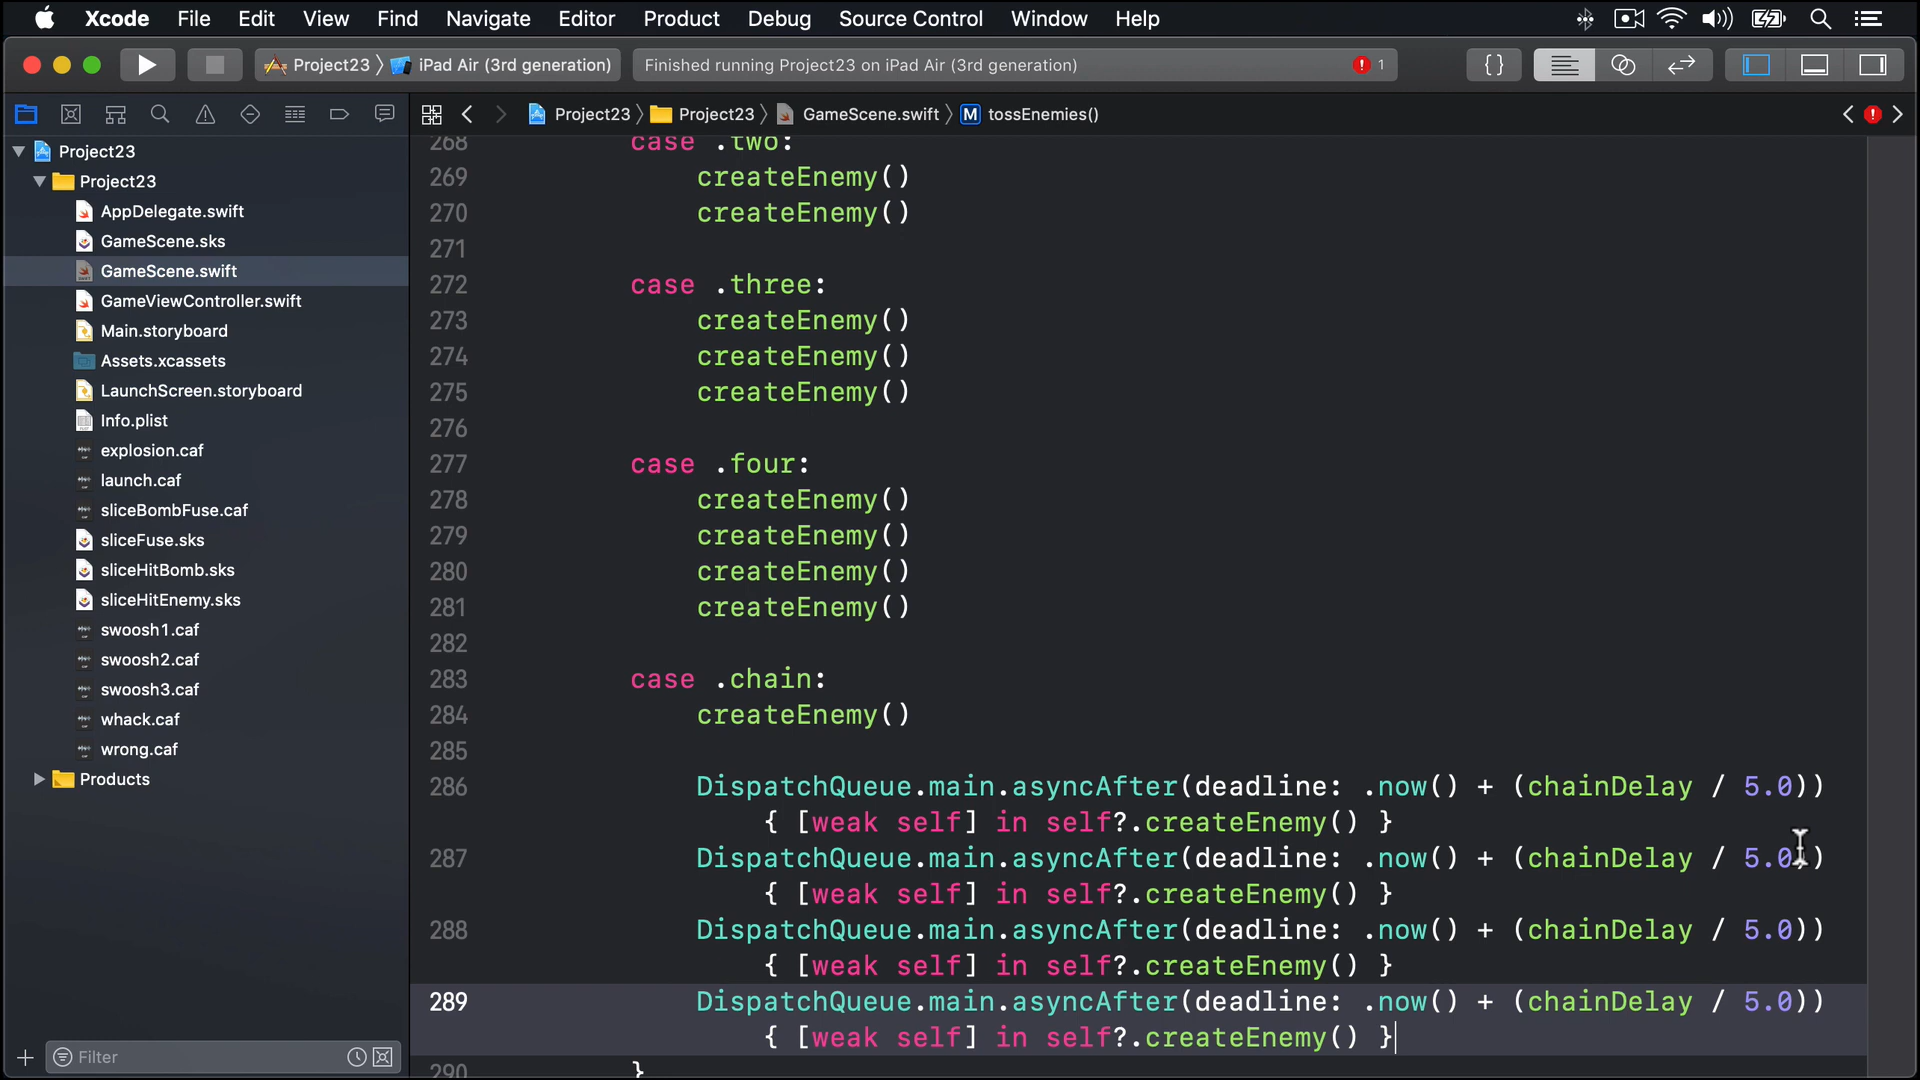 Xcode File Edit View Find Navigate Editor Product Debug Source Control Window Help
Project23 iPad Air (3rd generation) Finished running Project23 on iPad Air (3rd generation) 1 {}
Project23 Project23 GameScene.swift M tossEnemies()
Project23
Project23
AppDelegate.swift
GameScene.sks
GameScene.swift
GameViewController.swift
Main.storyboard
Assets.xcassets
LaunchScreen.storyboard
Info.plist
explosion.caf
launch.caf
sliceBombFuse.caf
sliceFuse.sks
sliceHitBomb.sks
sliceHitEnemy.sks
swoosh1.caf
swoosh2.caf
swoosh3.caf
whack.caf
wrong.caf
Products
Filter
268 case .two:
269 createEnemy()
270 createEnemy()
271
272 case .three:
273 createEnemy()
274 createEnemy()
275 createEnemy()
276
277 case .four:
278 createEnemy()
279 createEnemy()
280 createEnemy()
281 createEnemy()
282
283 case .chain:
284 createEnemy()
285
286 DispatchQueue.main.asyncAfter(deadline: .now() + (chainDelay / 5.0))
{ [weak self] in self?.createEnemy() }
287 DispatchQueue.main.asyncAfter(deadline: .now() + (chainDelay / 5.0))
{ [weak self] in self?.createEnemy() }
288 DispatchQueue.main.asyncAfter(deadline: .now() + (chainDelay / 5.0))
{ [weak self] in self?.createEnemy() }
289 DispatchQueue.main.asyncAfter(deadline: .now() + (chainDelay / 5.0))
{ [weak self] in self?.createEnemy() }
290 }